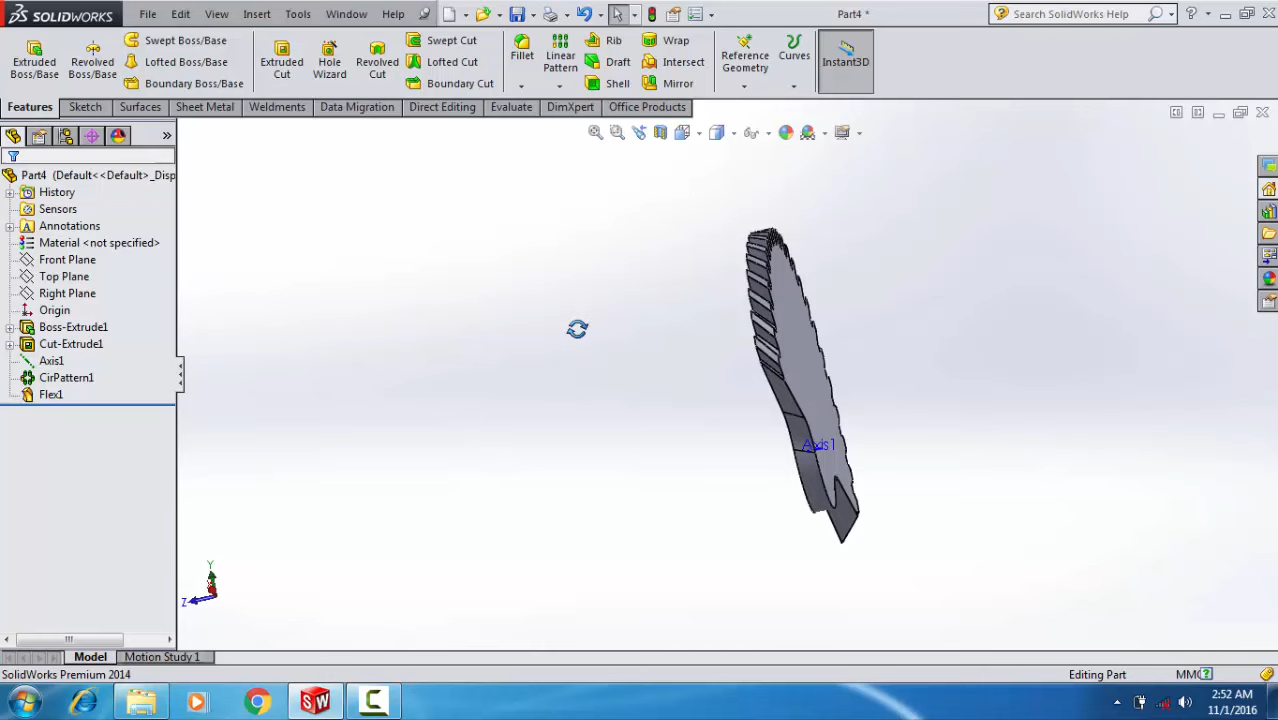 SOLIDWORKS File Edit View Insert Tools Window Help Part4 * Search SolidWorks Help
Extruded Boss/Base
Revolved Boss/Base
Swept Boss/Base
Lofted Boss/Base
Boundary Boss/Base
Extruded Cut
Hole Wizard
Revolved Cut
Swept Cut
Lofted Cut
Boundary Cut
Fillet
Linear Pattern
Rib
Draft
Shell
Wrap
Intersect
Mirror
Reference Geometry
Curves
Instant3D
Features Sketch Surfaces Sheet Metal Weldments Data Migration Direct Editing Evaluate DimXpert Office Products
Part4 (Default<<Default>_Disp
History
Sensors
Annotations
Material <not specified>
Front Plane
Top Plane
Right Plane
Origin
Boss-Extrude1
Cut-Extrude1
Axis1
CirPattern1
Flex1
Axis1
Y
Z
Model Motion Study 1
SolidWorks Premium 2014 Editing Part MMG
2:52 AM
11/1/2016